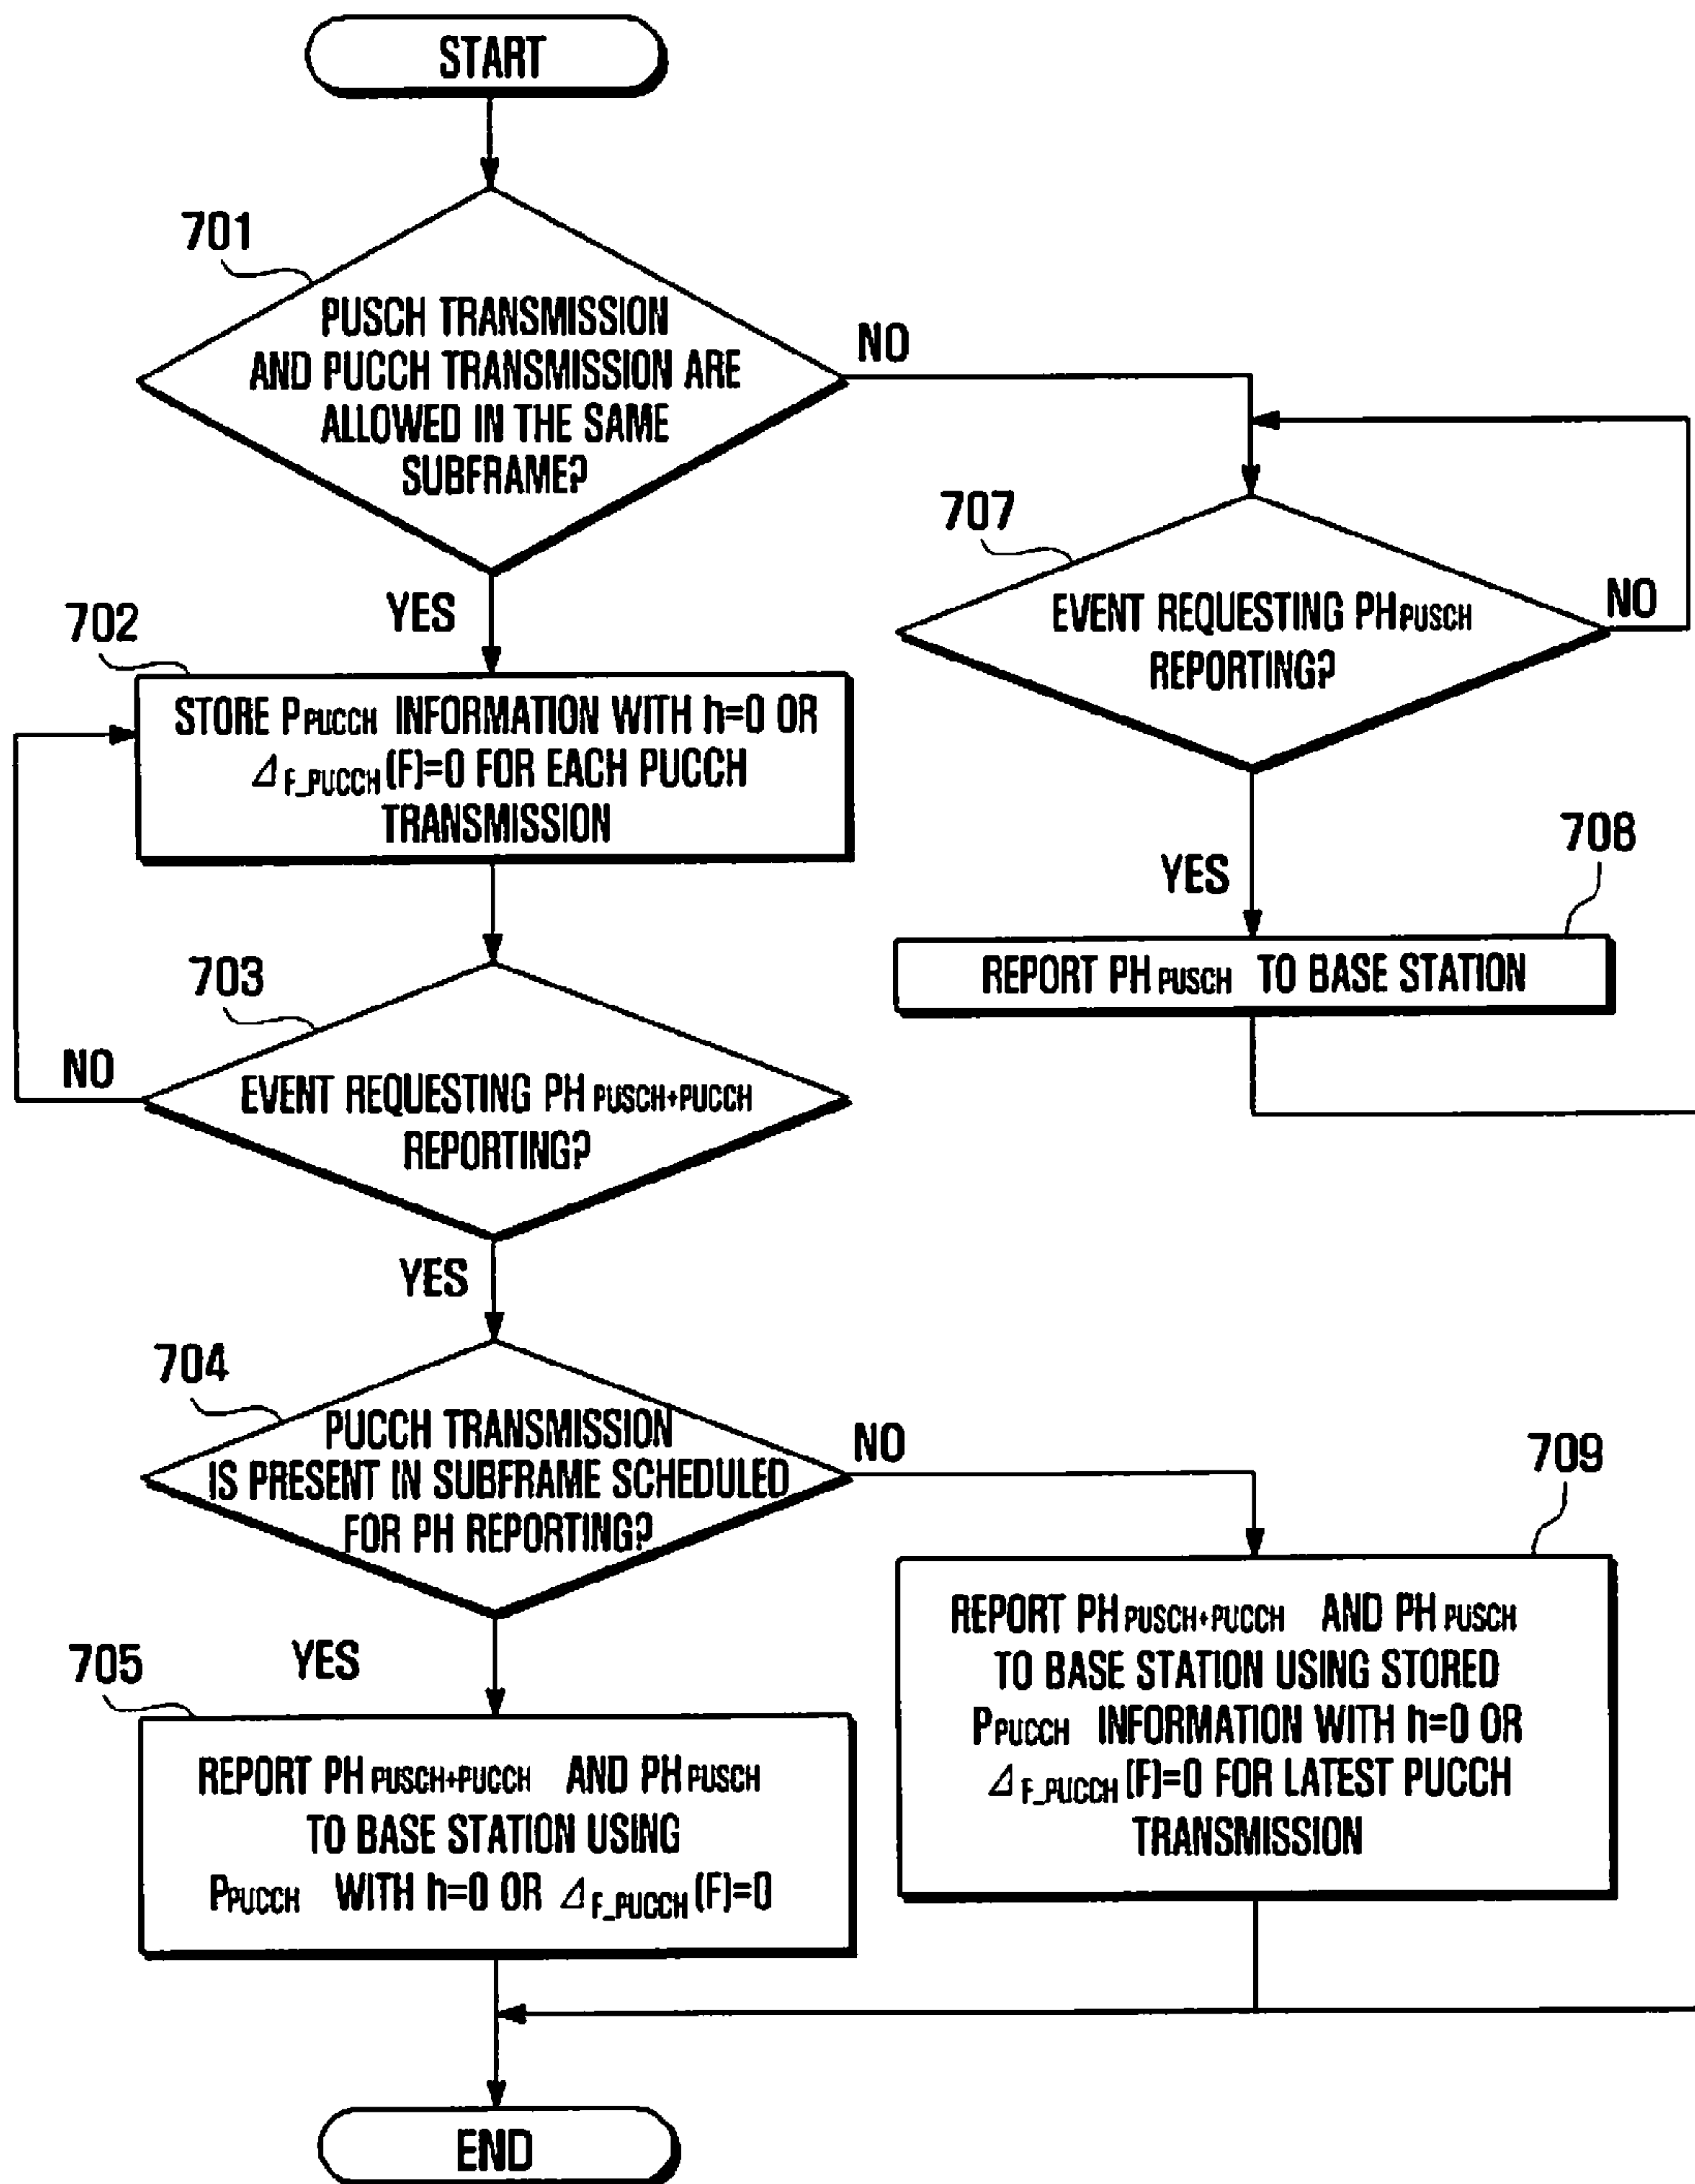 START
701
PUSCH TRANSMISSION
AND PUCCH TRANSMISSION ARE
ALLOWED IN THE SAME
SUBFRAME?
NO
YES
702
STORE PPUCCH INFORMATION WITH h=0 OR
ΔF_PUCCH(F)=0 FOR EACH PUCCH
TRANSMISSION
703
NO
EVENT REQUESTING PH PUSCH+PUCCH
REPORTING?
YES
704
PUCCH TRANSMISSION
IS PRESENT IN SUBFRAME SCHEDULED
FOR PH REPORTING?
NO
YES
705
REPORT PH PUSCH+PUCCH AND PH PUSCH
TO BASE STATION USING
PPUCCH WITH h=0 OR ΔF_PUCCH(F)=0
707
EVENT REQUESTING PHPUSCH
REPORTING?
NO
YES
708
REPORT PH PUSCH TO BASE STATION
709
REPORT PH PUSCH+PUCCH AND PH PUSCH
TO BASE STATION USING STORED
PPUCCH INFORMATION WITH h=0 OR
ΔF_PUCCH(F)=0 FOR LATEST PUCCH
TRANSMISSION
END